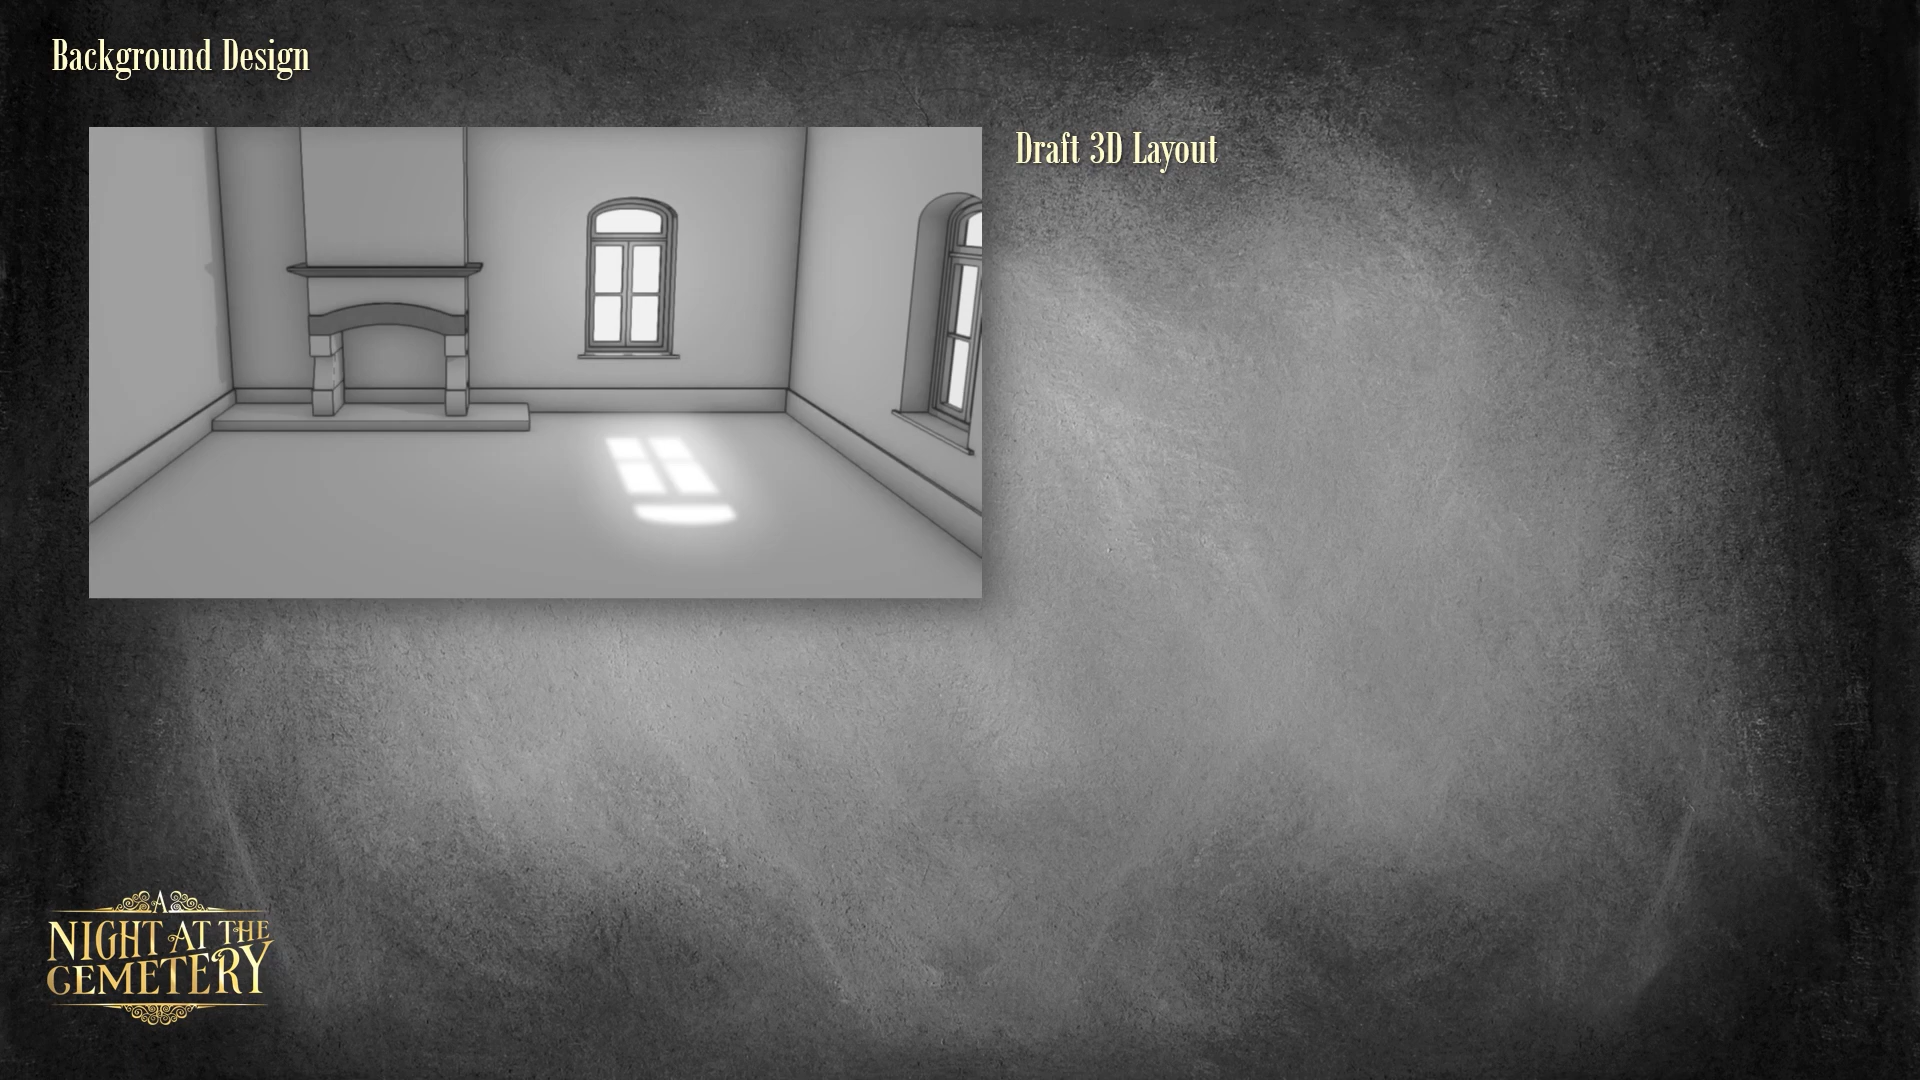 Background Design
Draft 3D Layout
A
NIGHT AT THE
CEMETERY